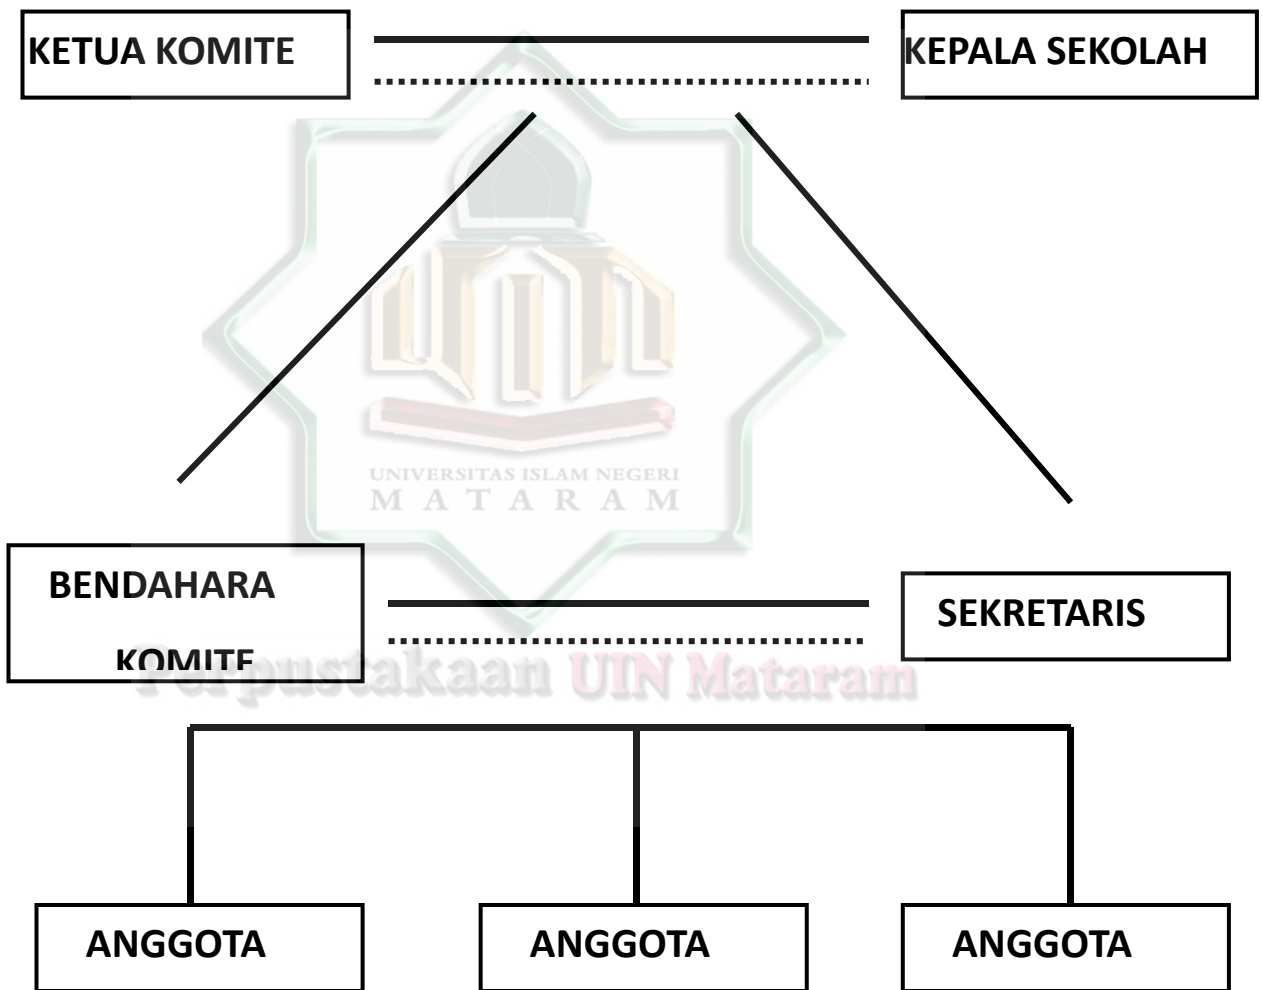 KETUA KOMITE
KEPALA SEKOLAH
UNIVERSITAS ISLAM NEGERI
MATARAM
BENDAHARA
KOMITE
SEKRETARIS
Perpustakaan UIN Mataram
ANGGOTA
ANGGOTA
ANGGOTA